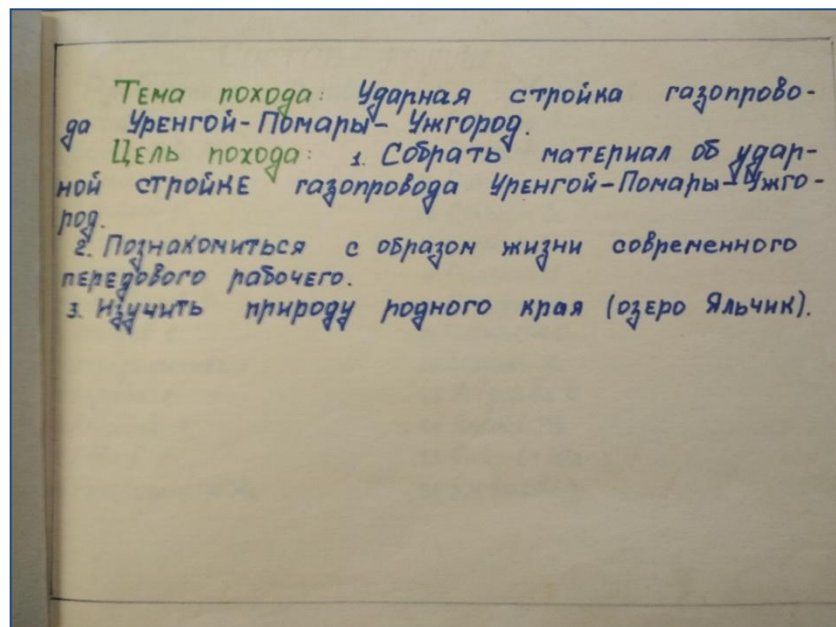 Тема похода: Ударная стройка газопрово-
да Уренгой-Помары-Ужгород.
Цель похода: 1. Собрать материал об удар-
ной стройке газопровода Уренгой-Помары-Ужго-
род.
2. Познакомиться с образом жизни современного
передового рабочего.
3. Изучить природу родного края (озеро Яльчик).